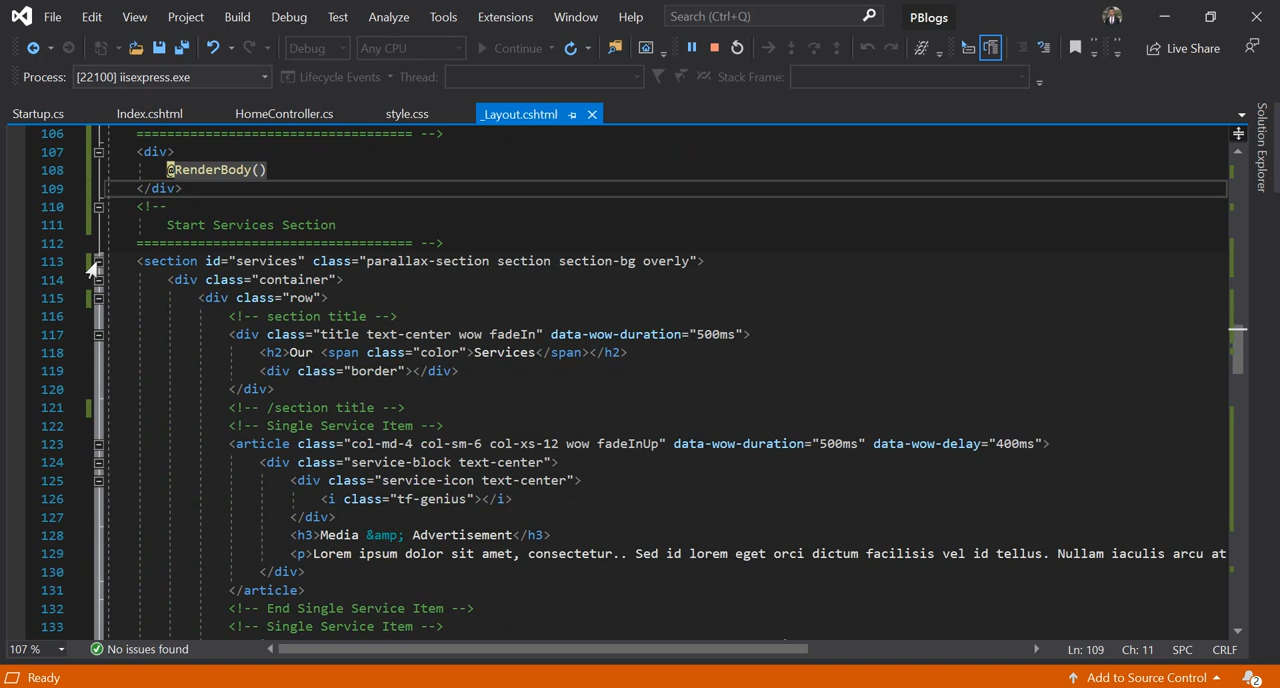 File Edit View Project Build Debug Test Analyze Tools Extensions Window Help Search (Ctrl+Q) PBlogs
Debug Any CPU Continue Live Share
Process: [22100] iisexpress.exe Lifecycle Events Thread: Stack Frame:
Startup.cs Index.cshtml HomeController.cs style.css _Layout.cshtml
Solution Explorer
106 ==================================== -->
107 <div>
108 @RenderBody()
109 </div>
110 <!--
111 Start Services Section
112 ==================================== -->
113 <section id="services" class="parallax-section section section-bg overly">
114 <div class="container">
115 <div class="row">
116 <!-- section title -->
117 <div class="title text-center wow fadeIn" data-wow-duration="500ms">
118 <h2>Our <span class="color">Services</span></h2>
119 <div class="border"></div>
120 </div>
121 <!-- /section title -->
122 <!-- Single Service Item -->
123 <article class="col-md-4 col-sm-6 col-xs-12 wow fadeInUp" data-wow-duration="500ms" data-wow-delay="400ms">
124 <div class="service-block text-center">
125 <div class="service-icon text-center">
126 <i class="tf-genius"></i>
127 </div>
128 <h3>Media &amp; Advertisement</h3>
129 <p>Lorem ipsum dolor sit amet, consectetur.. Sed id lorem eget orci dictum facilisis vel id tellus. Nullam iaculis arcu at
130 </div>
131 </article>
132 <!-- End Single Service Item -->
133 <!-- Single Service Item -->
107 % No issues found Ln: 109 Ch: 11 SPC CRLF
Ready Add to Source Control 2